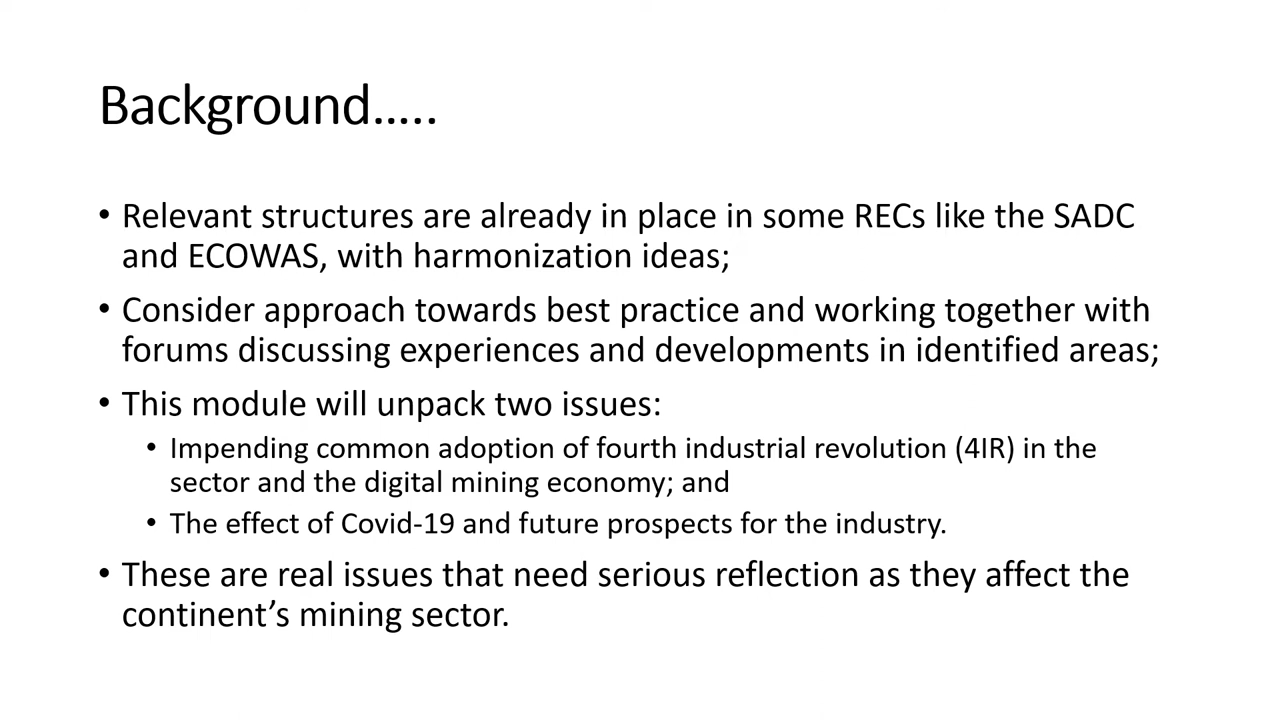 Background.....
• Relevant structures are already in place in some RECs like the SADC
and ECOWAS, with harmonization ideas;
• Consider approach towards best practice and working together with
forums discussing experiences and developments in identified areas;
• This module will unpack two issues:
• Impending common adoption of fourth industrial revolution (4IR) in the
sector and the digital mining economy; and
• The effect of Covid-19 and future prospects for the industry.
• These are real issues that need serious reflection as they affect the
continent’s mining sector.